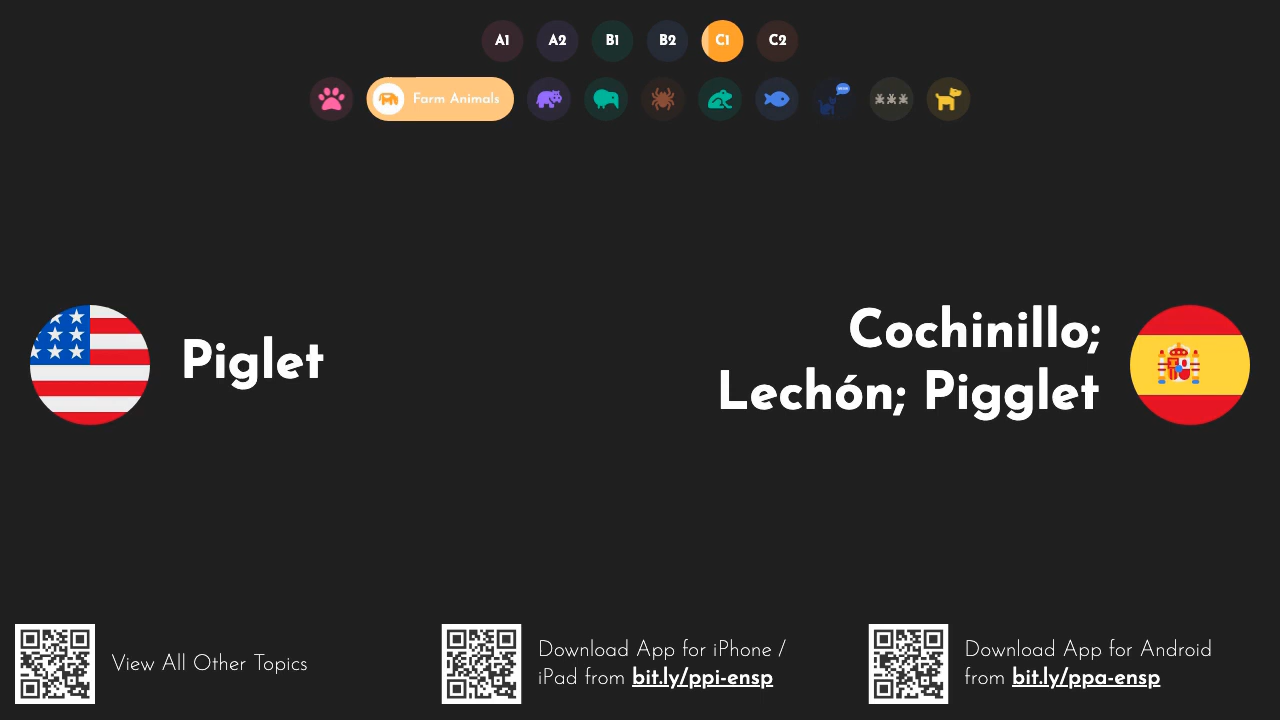 A1 A2 B1 B2 C1 C2
Farm Animals
Piglet
Cochinillo;
Lechón; Pigglet
View All Other Topics
Download App for iPhone /
iPad from bit.ly/ppi-ensp
Download App for Android
from bit.ly/ppa-ensp